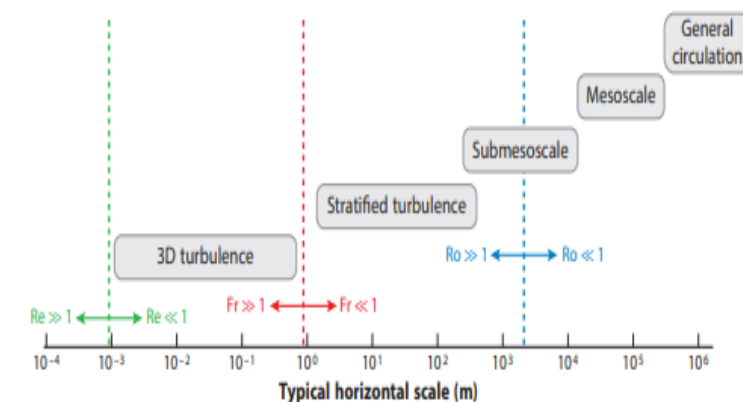 General
circulation
Mesoscale
Submesoscale
Stratified turbulence
3D turbulence
Ro ≫ 1 Ro ≪ 1
Fr ≫ 1 Fr ≪ 1
Re ≫ 1 Re ≪ 1
10⁻⁴ 10⁻³ 10⁻² 10⁻¹ 10⁰ 10¹ 10² 10³ 10⁴ 10⁵ 10⁶
Typical horizontal scale (m)